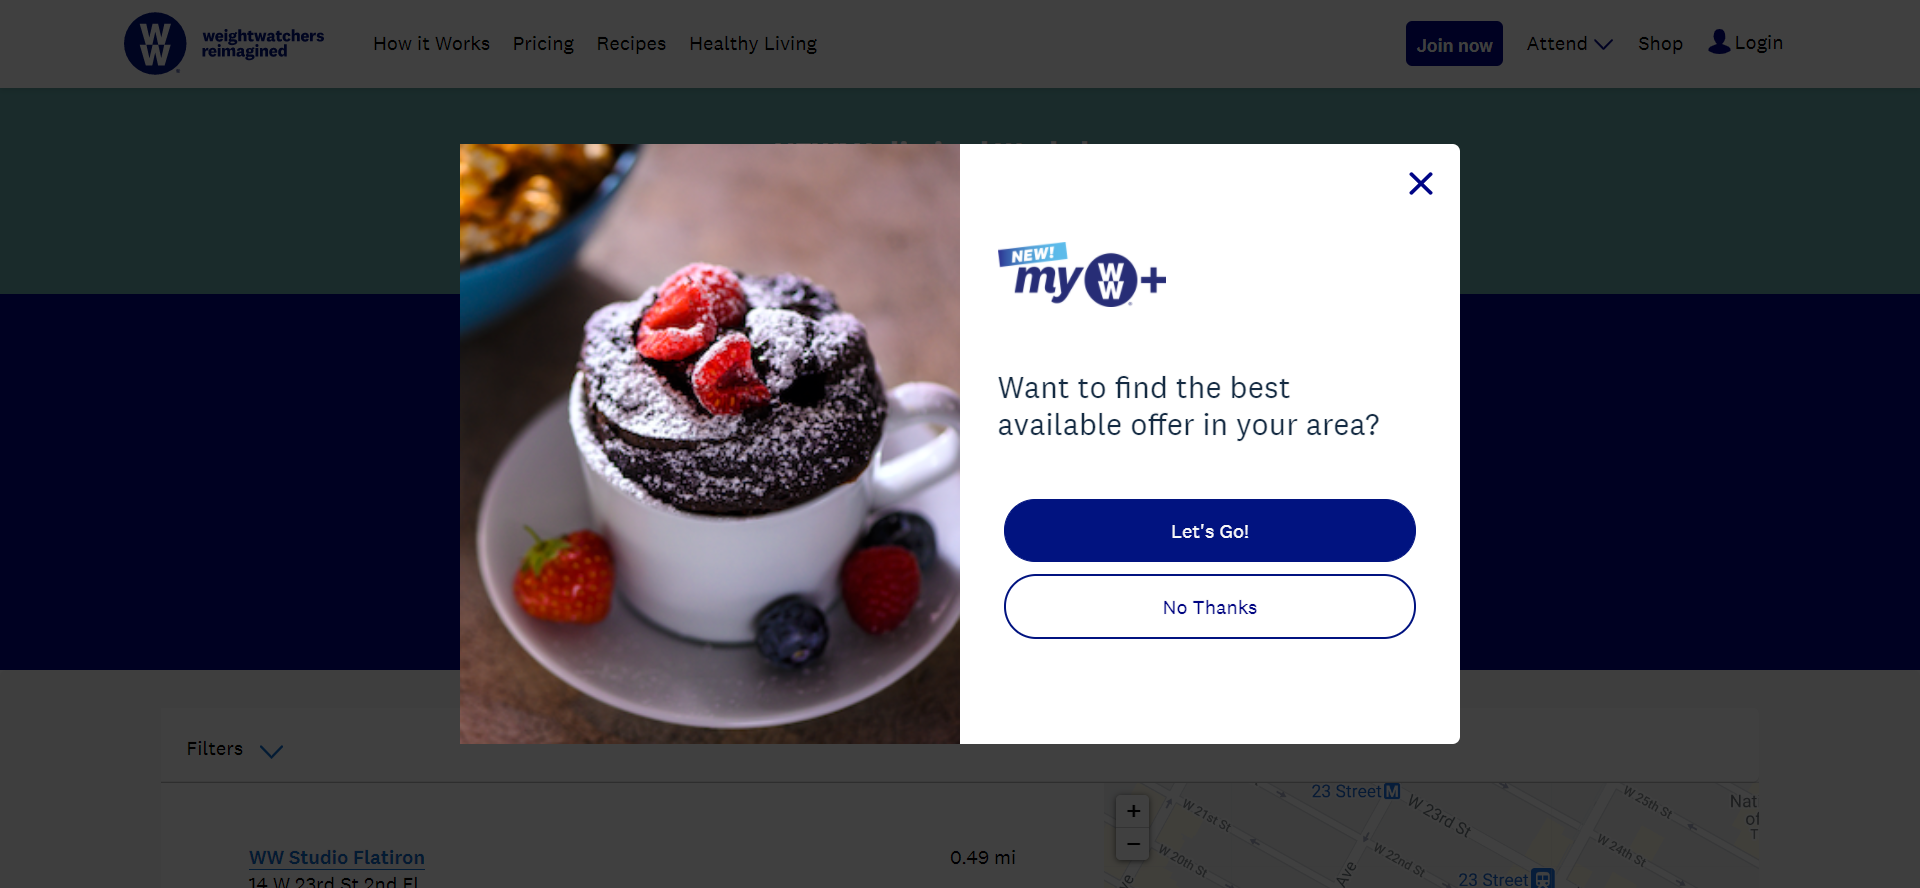 WW
weightwatchers
reimagined
How it Works
Pricing
Recipes
Healthy Living
Join now
Attend
Shop
Login
NEW!
myWW+
Want to find the best
available offer in your area?
Let's Go!
No Thanks
Filters
WW Studio Flatiron
0.49 mi
14 W 23rd St 2nd Fl
+
−
23 Street M
W 21st St
W 23rd St
W 25th St
Nat
of
T
W 20th St
W 22nd St
W 24th St
Ave
23 Street